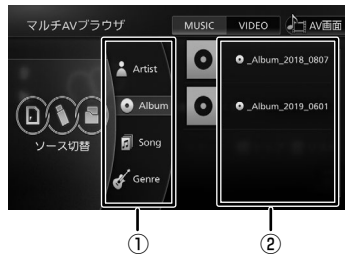 マルチAVブラウザ
MUSIC
VIDEO
AV画面
Artist
_Album_2018_0807
Album
_Album_2019_0601
ソース切替
Song
Genre
① ②